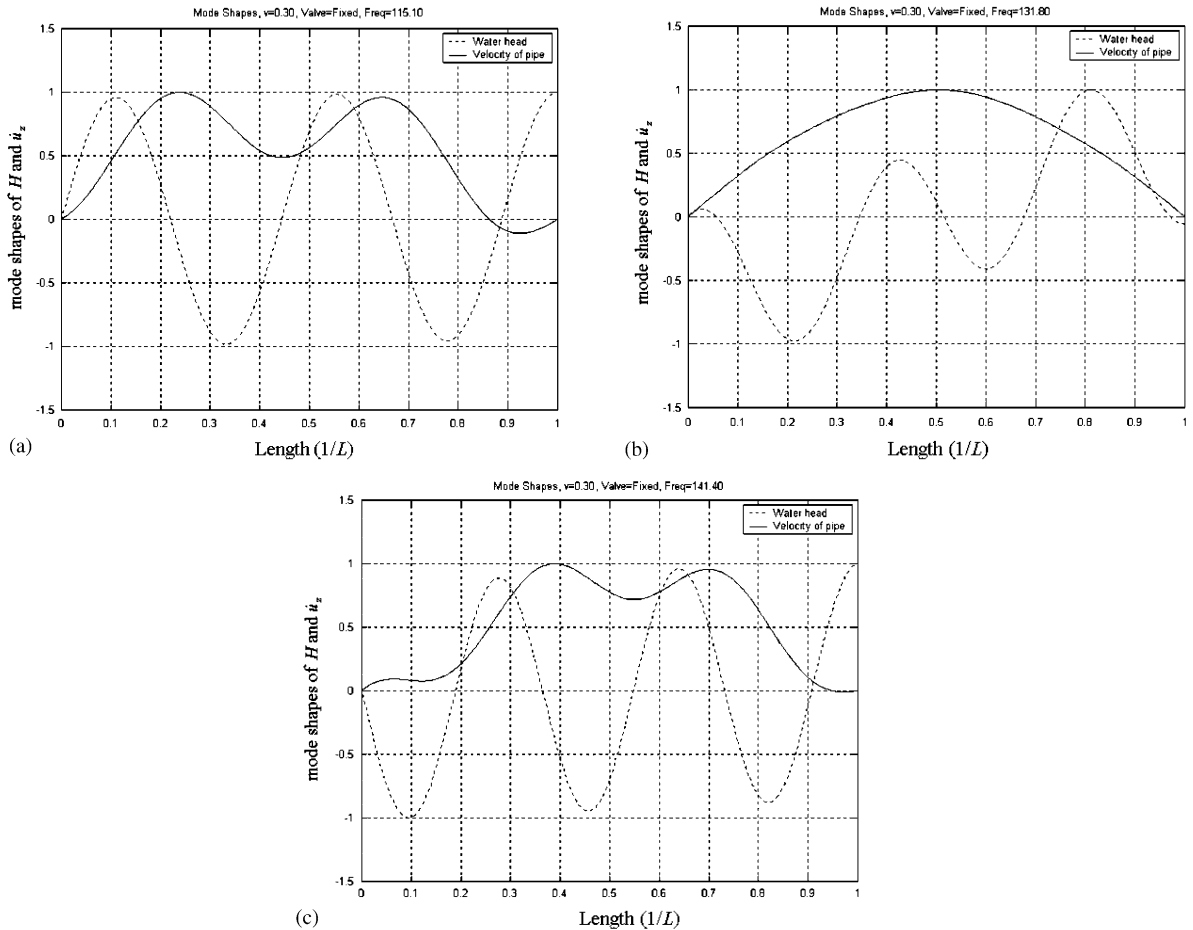 Mode Shapes, v=0.30, Valve=Fixed, Freq=115.10
1.5
1
0.5
0
-0.5
-1
-1.5
mode shapes of H and u̇z
Water head
Velocity of pipe
0 0.1 0.2 0.3 0.4 0.5 0.6 0.7 0.8 0.9 1
Length (1/L)
(a)
Mode Shapes, v=0.30, Valve=Fixed, Freq=131.80
1.5
1
0.5
0
-0.5
-1
-1.5
mode shapes of H and u̇z
Water head
Velocity of pipe
0 0.1 0.2 0.3 0.4 0.5 0.6 0.7 0.8 0.9 1
Length (1/L)
(b)
Mode Shapes, v=0.30, Valve=Fixed, Freq=141.40
1.5
1
0.5
0
-0.5
-1
-1.5
mode shapes of H and u̇z
Water head
Velocity of pipe
0 0.1 0.2 0.3 0.4 0.5 0.6 0.7 0.8 0.9 1
Length (1/L)
(c)